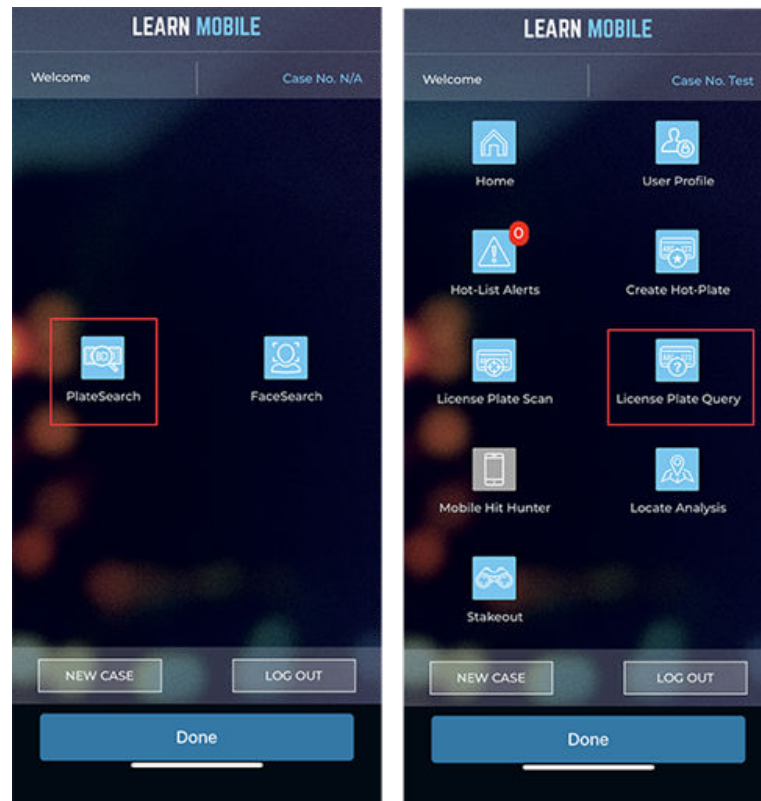 LEARN MOBILE
Welcome
Case No. N/A
PlateSearch
FaceSearch
NEW CASE
LOG OUT
Done
LEARN MOBILE
Welcome
Case No. Test
Home
User Profile
0
Hot-List Alerts
Create Hot-Plate
License Plate Scan
License Plate Query
Mobile Hit Hunter
Locate Analysis
Stakeout
NEW CASE
LOG OUT
Done